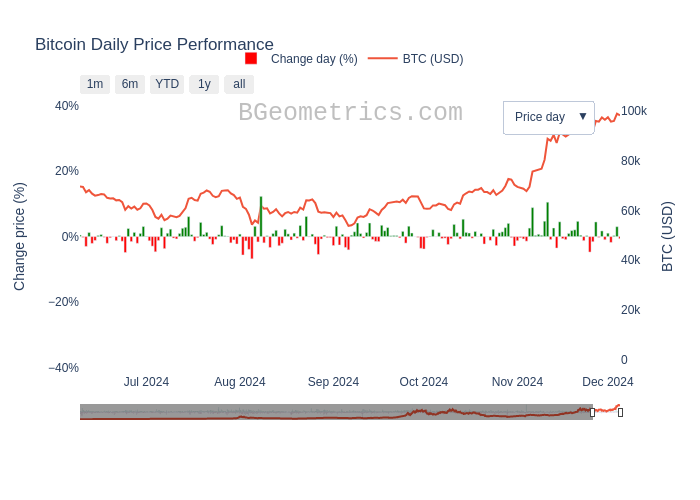 Bitcoin Daily Price Performance
Change day (%) BTC (USD)
1m 6m YTD 1y all
BGeometrics.com
Price day ▼
Change price (%)
40%
20%
0%
−20%
−40%
100k
80k
60k
40k
20k
0
BTC (USD)
Jul 2024 Aug 2024 Sep 2024 Oct 2024 Nov 2024 Dec 2024